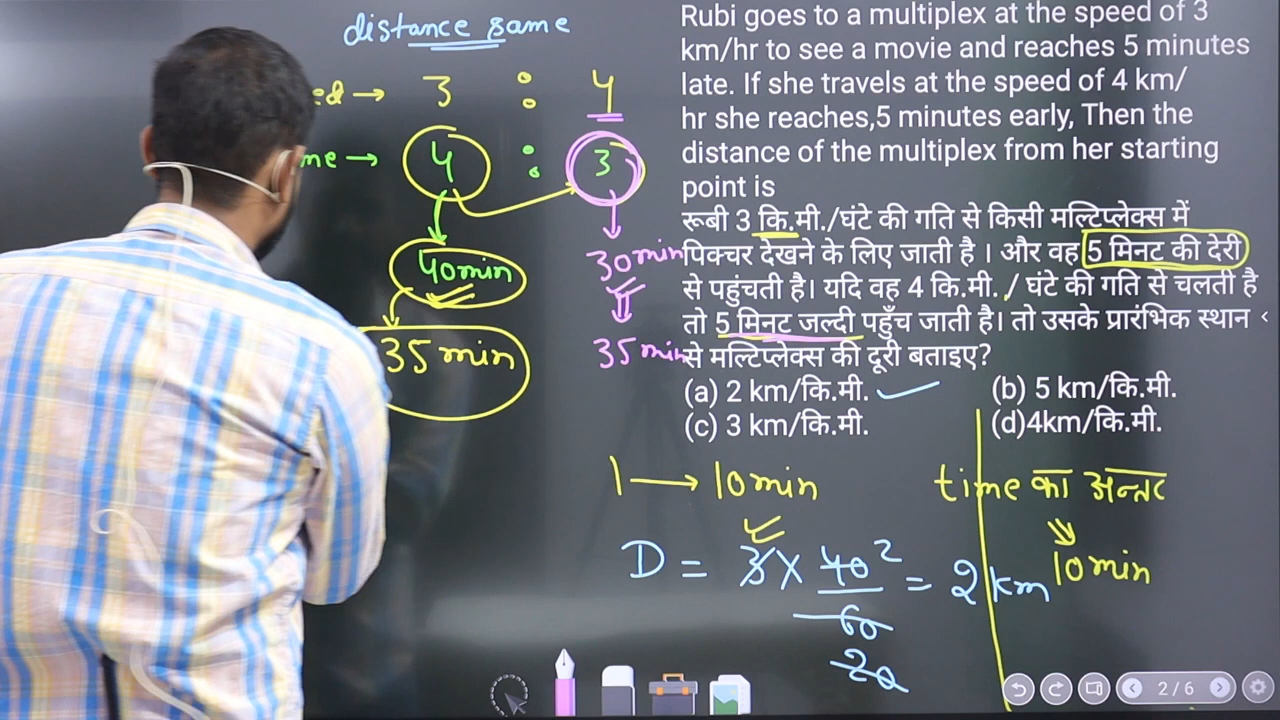 distance same
ed → 3 : 4
me → 4 : 3
40min 30min
35min 35min
Rubi goes to a multiplex at the speed of 3
km/hr to see a movie and reaches 5 minutes
late. If she travels at the speed of 4 km/
hr she reaches,5 minutes early, Then the
distance of the multiplex from her starting
point is
रूबी 3 कि.मी./घंटे की गति से किसी मल्टिप्लेक्स में
पिक्चर देखने के लिए जाती है । और वह 5 मिनट की देरी
से पहुंचती है। यदि वह 4 कि.मी. / घंटे की गति से चलती है
तो 5 मिनट जल्दी पहुँच जाती है। तो उसके प्रारंभिक स्थान
से मल्टिप्लेक्स की दूरी बताइए?
(a) 2 km/कि.मी. (b) 5 km/कि.मी.
(c) 3 km/कि.मी. (d)4km/कि.मी.
1 → 10min time का अन्तर
10min
D = 3 × 40 2 = 2km
60
20
2/6